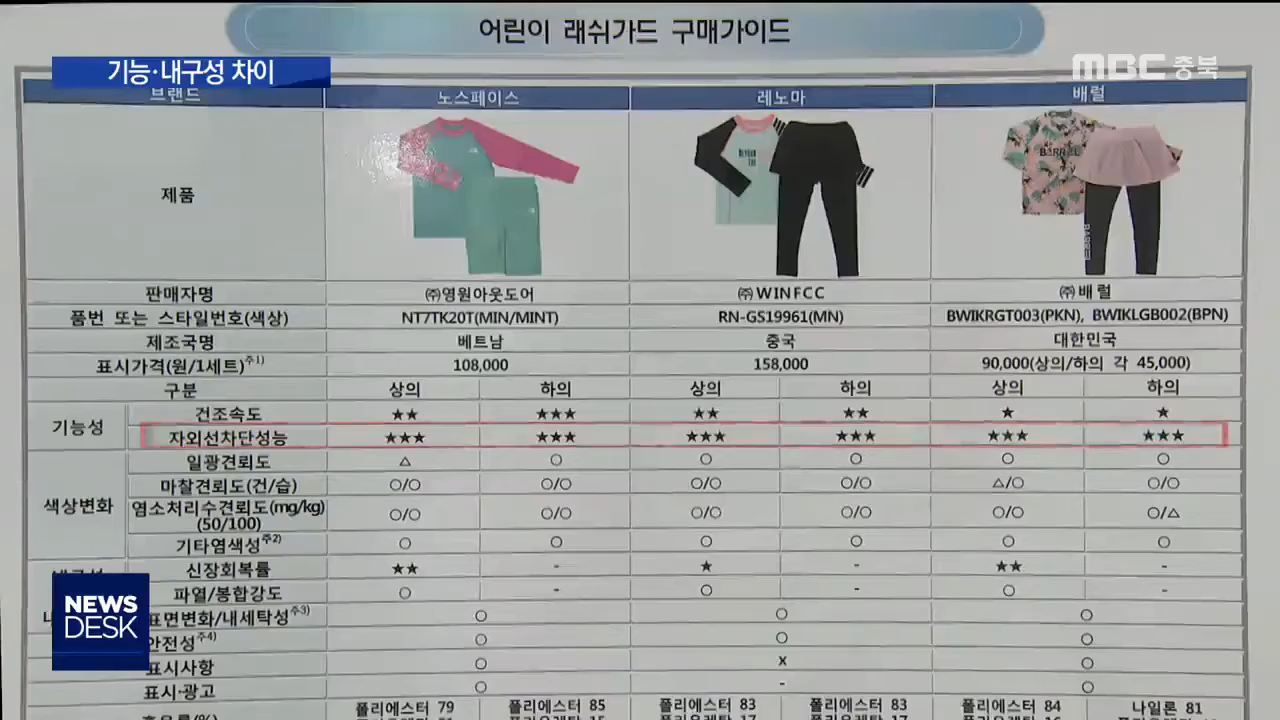 어린이 래쉬가드 구매가이드
기능·내구성 차이
MBC 충북
브랜드 노스페이스 레노마 배럴
제품
BARREL
BARREL
판매자명 ㈜영원아웃도어 ㈜WINFCC ㈜배럴
품번 또는 스타일번호(색상) NT7TK20T(MIN/MINT) RN-GS19961(MN) BWIKRGT003(PKN), BWIKLGB002(BPN)
제조국명 베트남 중국 대한민국
표시가격(원/1세트)주1) 108,000 158,000 90,000(상의/하의 각 45,000)
구분 상의 하의 상의 하의 상의 하의
기능성
건조속도 ★★ ★★★ ★★ ★★ ★ ★
자외선차단성능 ★★★ ★★★ ★★★ ★★★ ★★★ ★★★
색상변화
일광견뢰도 △ ○ ○ ○ ○ ○
마찰견뢰도(건/습) ○/○ ○/○ ○/○ ○/○ △/○ ○/○
염소처리수견뢰도(mg/kg)
(50/100) ○/○ ○/○ ○/○ ○/○ ○/○ ○/△
기타염색성주2) ○ ○ ○ ○ ○ ○
신장회복률 ★★ - ★ - ★★ -
파열/봉합강도 ○ - ○ - ○ -
표면변화/내세탁성주3) ○ ○ ○
안전성주4) ○ ○ ○
표시사항 ○ x ○
표시·광고 ○ - ○
폴리에스터 79 폴리에스터 85 폴리에스터 83 폴리에스터 83 폴리에스터 84 나일론 81
NEWS
DESK